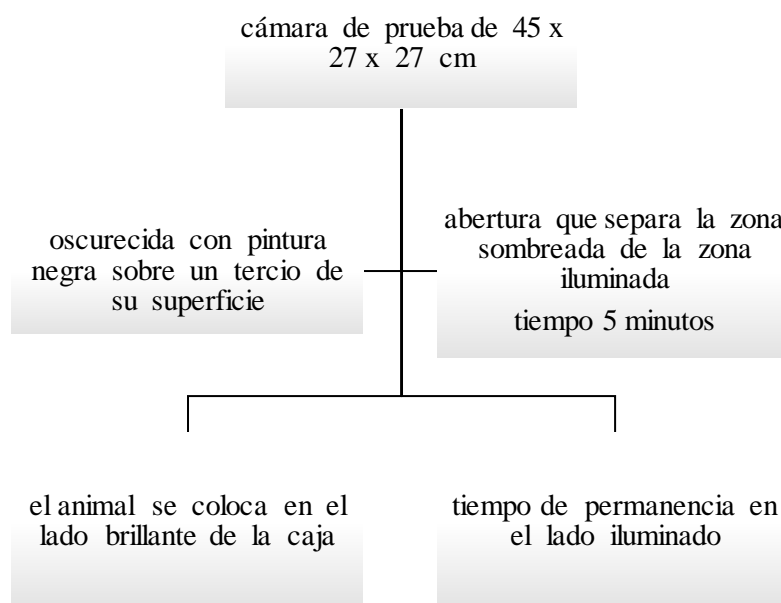 cámara de prueba de 45 x
27 x 27 cm
oscurecida con pintura
negra sobre un tercio de
su superficie
abertura que separa la zona
sombreada de la zona
iluminada
tiempo 5 minutos
el animal se coloca en el
lado brillante de la caja
tiempo de permanencia en
el lado iluminado